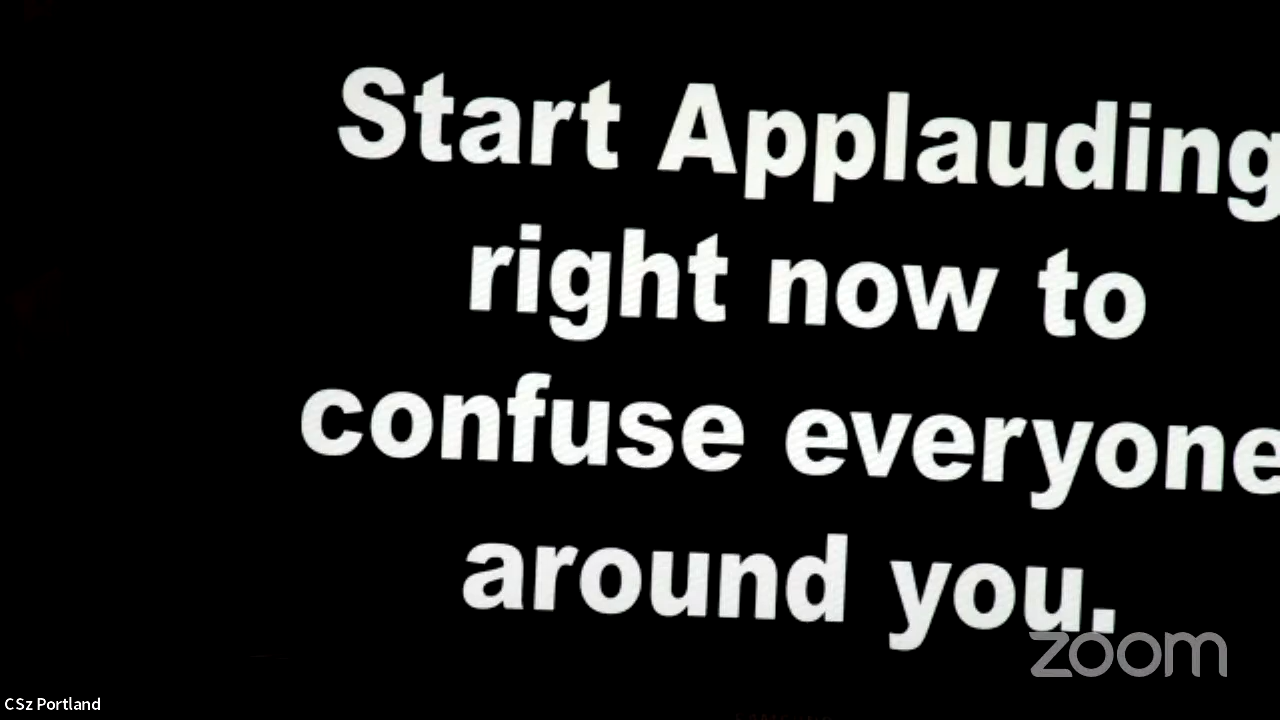 Start Applauding
right now to
confuse everyone
around you.
zoom
CSz Portland